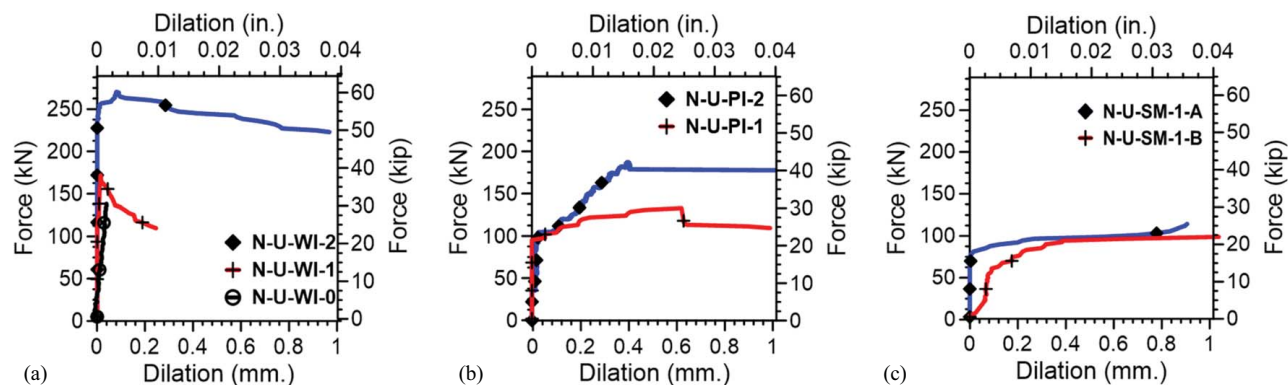 Dilation (in.)
0 0.01 0.02 0.03 0.04
Force (kN)
250
200
150
100
50
0
60
50
40
30
20
10
0
Force (kip)
N-U-WI-2
N-U-WI-1
N-U-WI-0
0 0.2 0.4 0.6 0.8 1
Dilation (mm.)
(a)
Dilation (in.)
0 0.01 0.02 0.03 0.04
Force (kN)
250
200
150
100
50
0
60
50
40
30
20
10
0
Force (kip)
N-U-PI-2
N-U-PI-1
0 0.2 0.4 0.6 0.8 1
Dilation (mm.)
(b)
Dilation (in.)
0 0.01 0.02 0.03 0.04
Force (kN)
250
200
150
100
50
0
60
50
40
30
20
10
0
Force (kip)
N-U-SM-1-A
N-U-SM-1-B
0 0.2 0.4 0.6 0.8 1
Dilation (mm.)
(c)